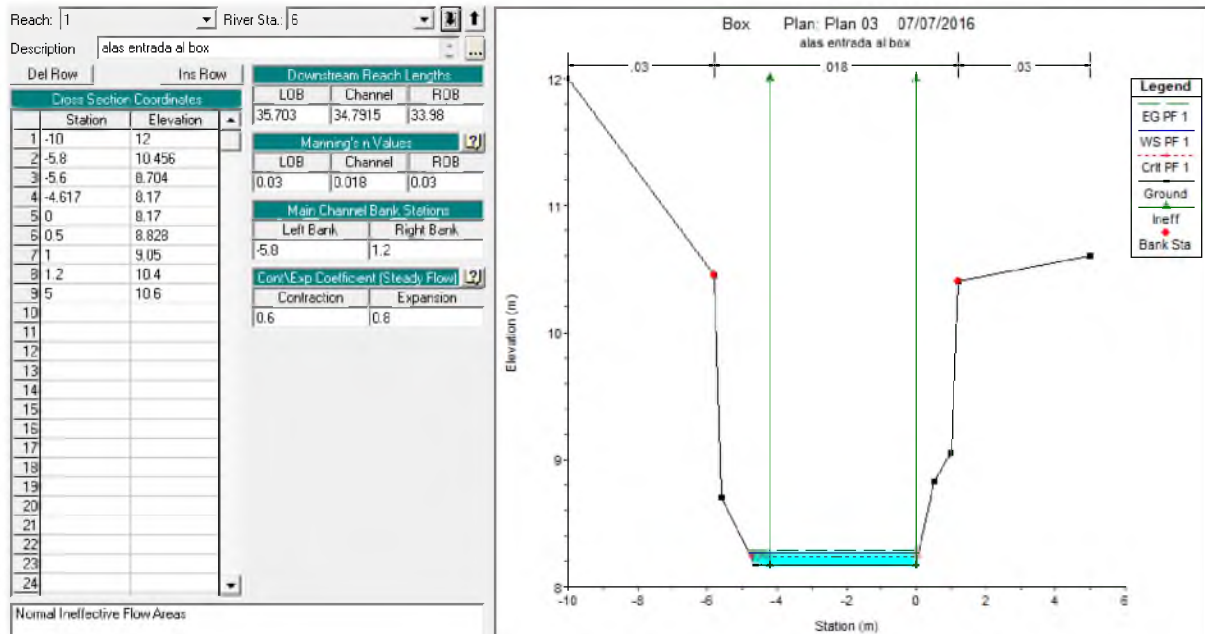 Reach: 1 River Sta.: 6
Description alas entrada al box ...
Del Row Ins Row
Cross Section Coordinates
Station Elevation
1 -10 12
2 -5.8 10.456
3 -5.6 8.704
4 -4.617 8.17
5 0 8.17
6 0.5 8.828
7 1 9.05
8 1.2 10.4
9 5 10.6
10
11
12
13
14
15
16
17
18
19
20
21
22
23
24
Downstream Reach Lengths
LOB Channel ROB
35.703 34.7915 33.98
Manning's n Values ?
LOB Channel ROB
0.03 0.018 0.03
Main Channel Bank Stations
Left Bank Right Bank
-5.8 1.2
Cont\Exp Coefficient (Steady Flow) ?
Contraction Expansion
0.6 0.8
Normal Ineffective Flow Areas
Box Plan: Plan 03 07/07/2016
alas entrada al box
.03 .018 .03
12
11
10
9
8
Elevation (m)
-10 -8 -6 -4 -2 0 2 4 6
Station (m)
Legend
EG PF 1
WS PF 1
Crit PF 1
Ground
Ineff
Bank Sta